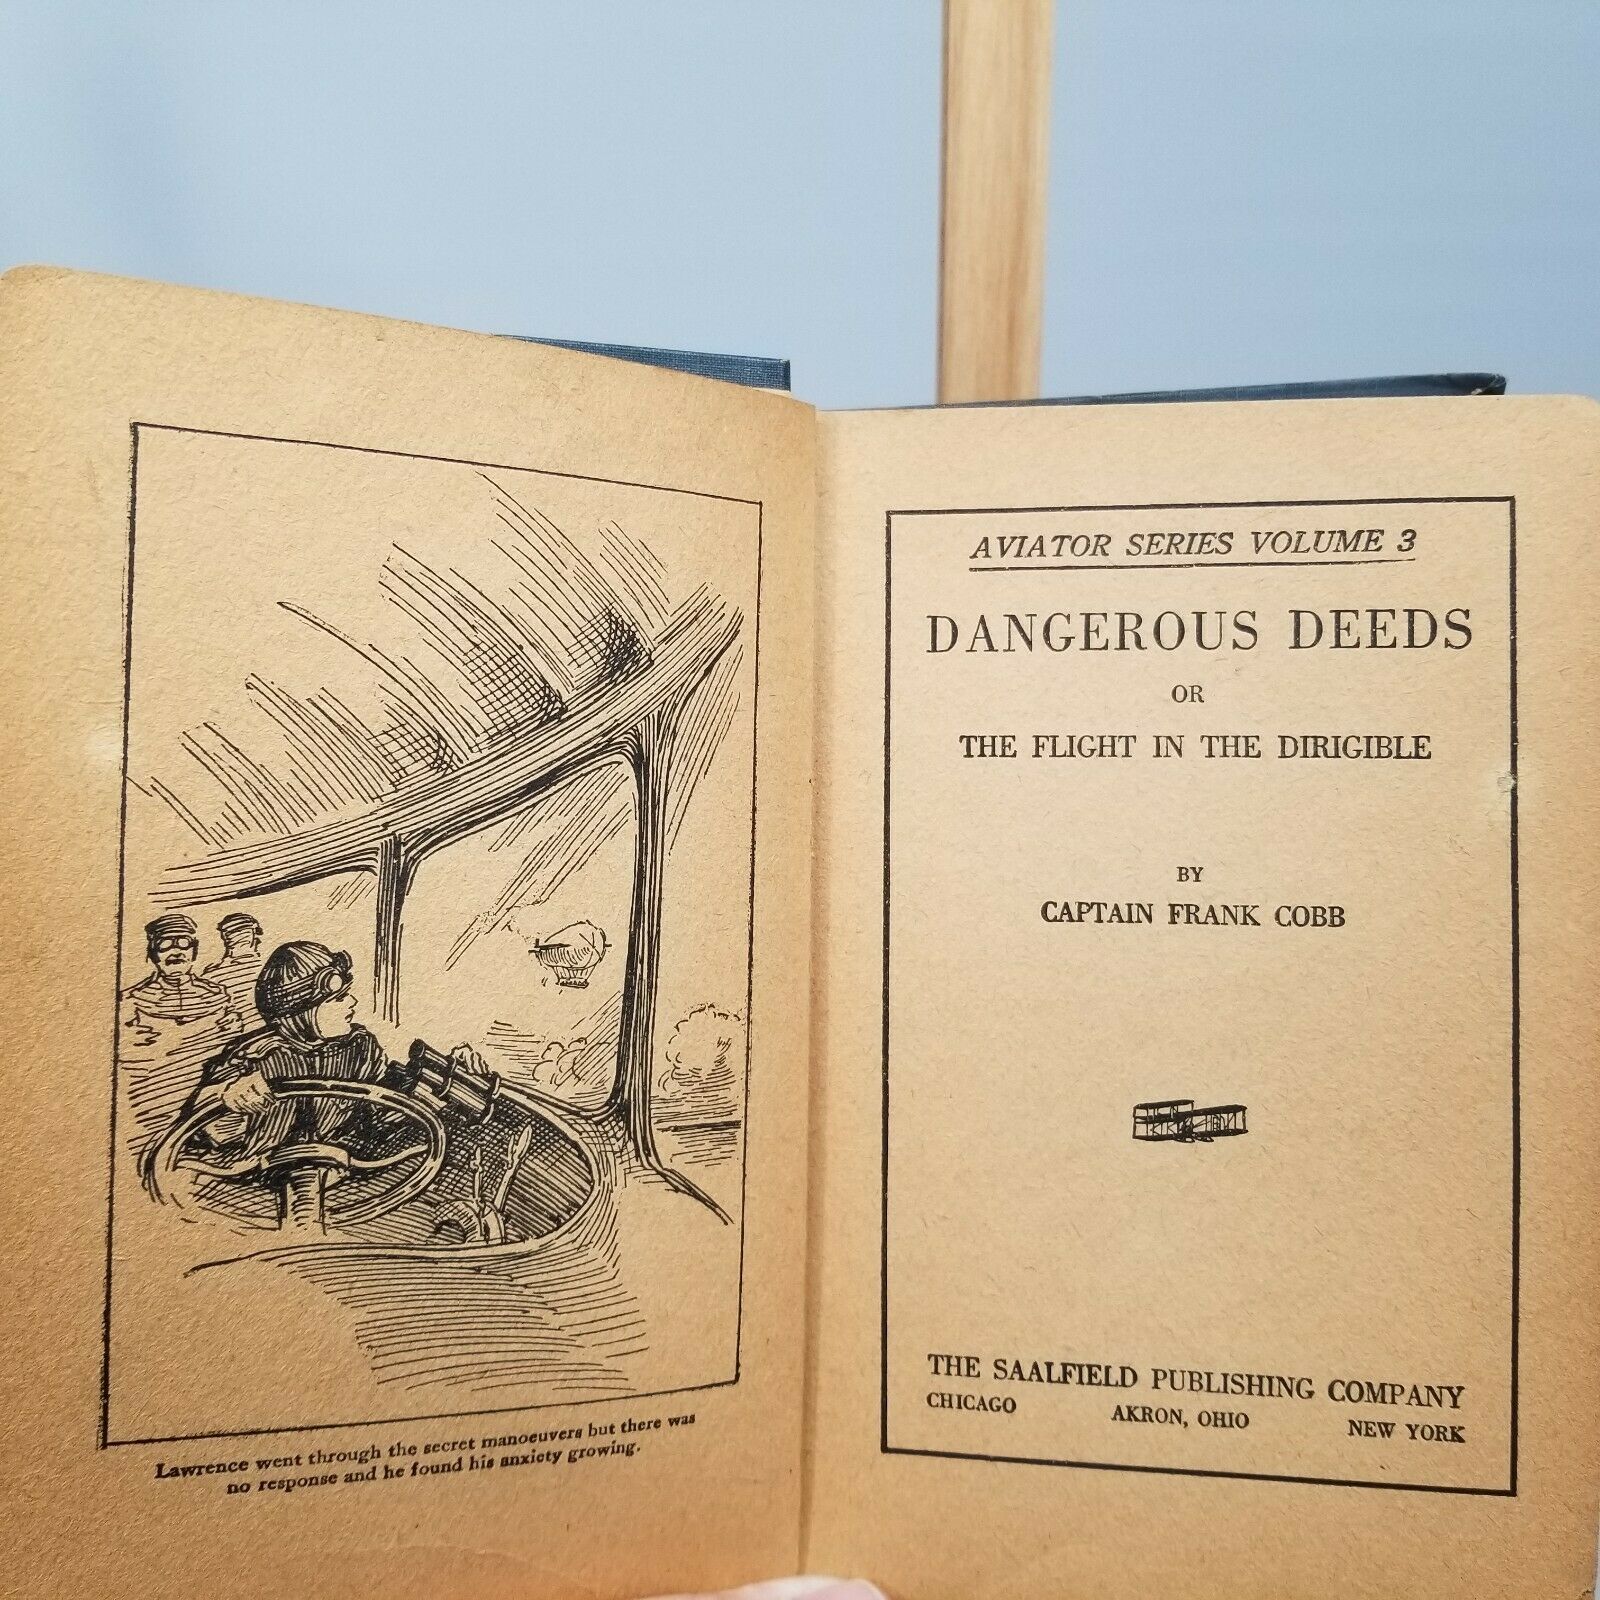 Lawrence went through the secret manoeuvers but there was
no response and he found his anxiety growing.
AVIATOR SERIES VOLUME 3
DANGEROUS DEEDS
OR
THE FLIGHT IN THE DIRIGIBLE
BY
CAPTAIN FRANK COBB
THE SAALFIELD PUBLISHING COMPANY
CHICAGO AKRON, OHIO NEW YORK